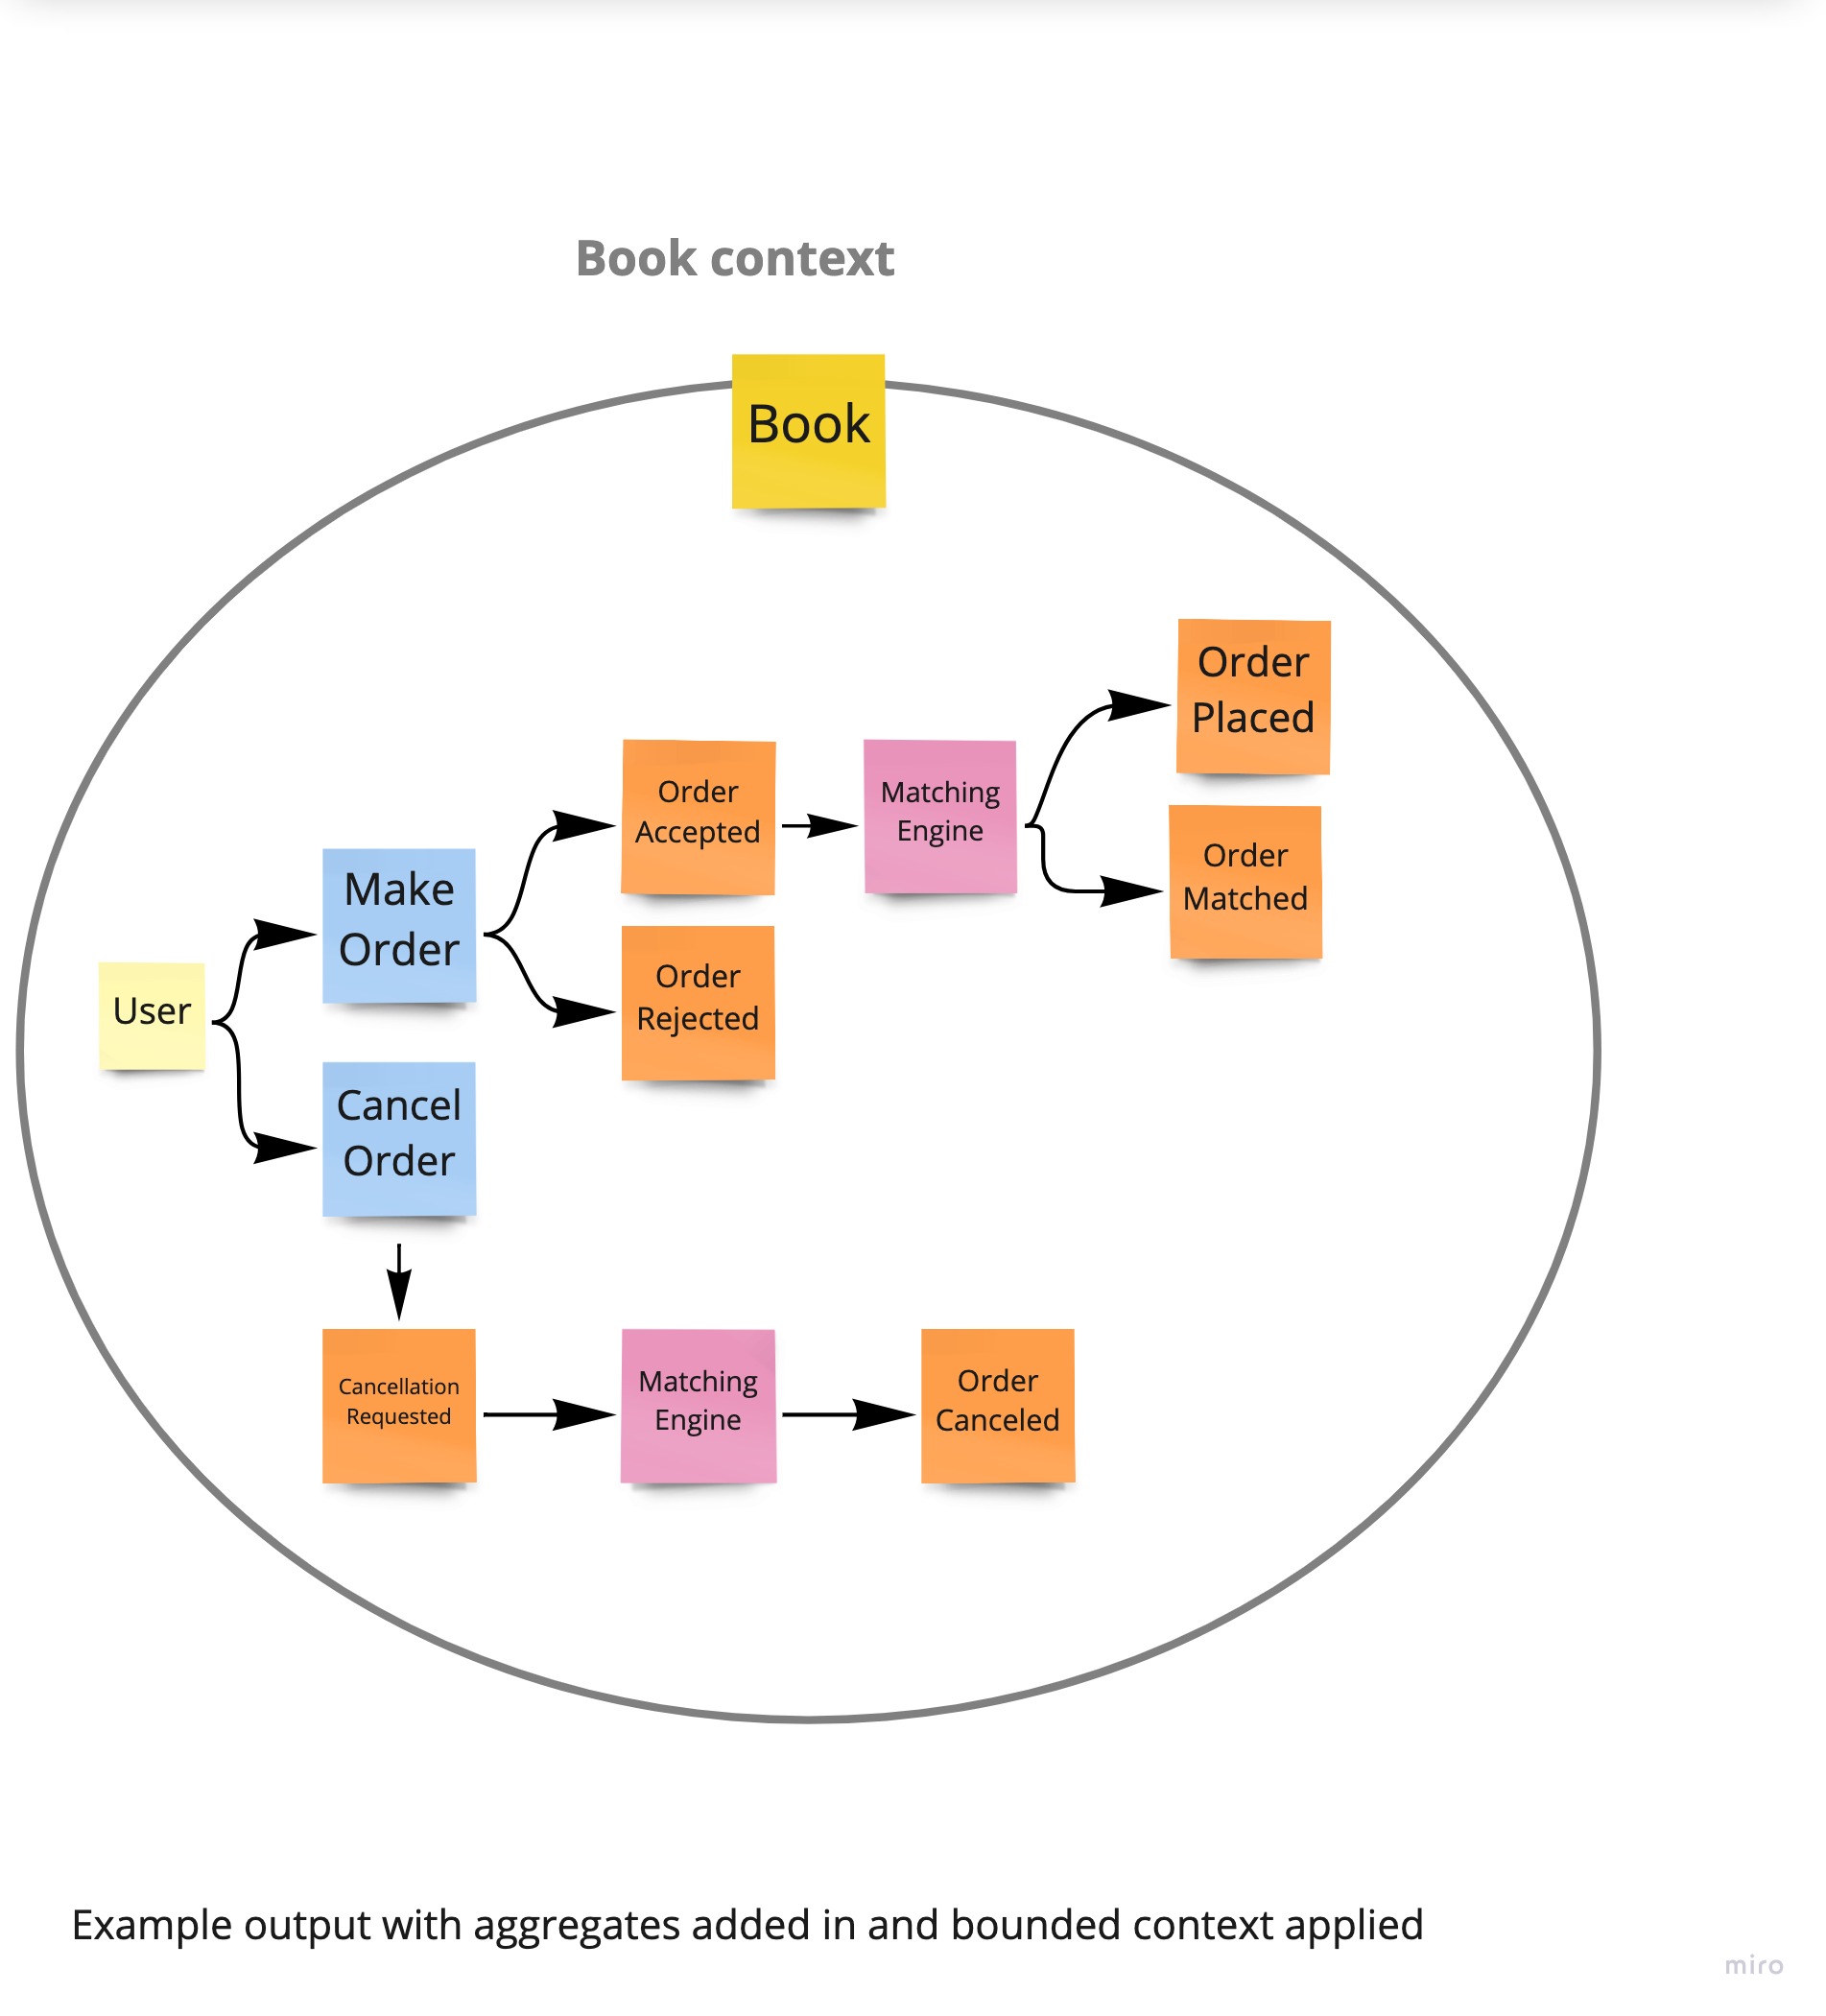 Book context
Book
Order
Placed
Order
Accepted
Matching
Engine
Order
Matched
Make
Order
Order
Rejected
User
Cancel
Order
Cancellation
Requested
Matching
Engine
Order
Canceled
Example output with aggregates added in and bounded context applied
miro